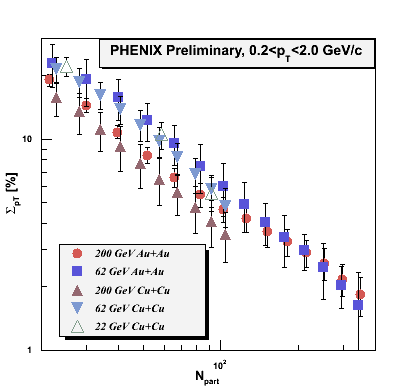 PHENIX Preliminary, 0.2<p_T<2.0 GeV/c
10
Σ_pT [%]
200 GeV Au+Au
62 GeV Au+Au
200 GeV Cu+Cu
62 GeV Cu+Cu
22 GeV Cu+Cu
1
10²
N_part